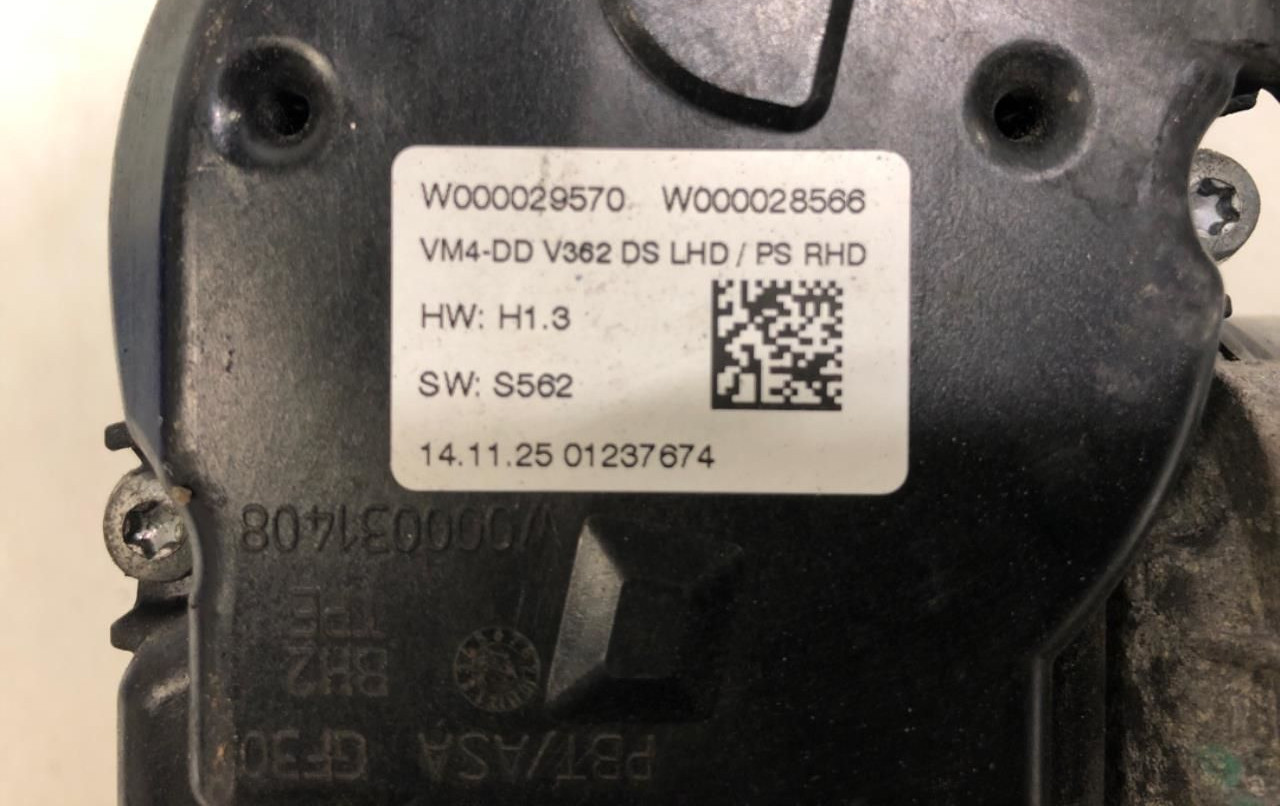 W000029570 W000028566
VM4-DD V362 DS LHD / PS RHD
HW: H1.3
SW: S562
14.11.25 01237674
W000031408
TPE
BH2
PBT/ASA GF30